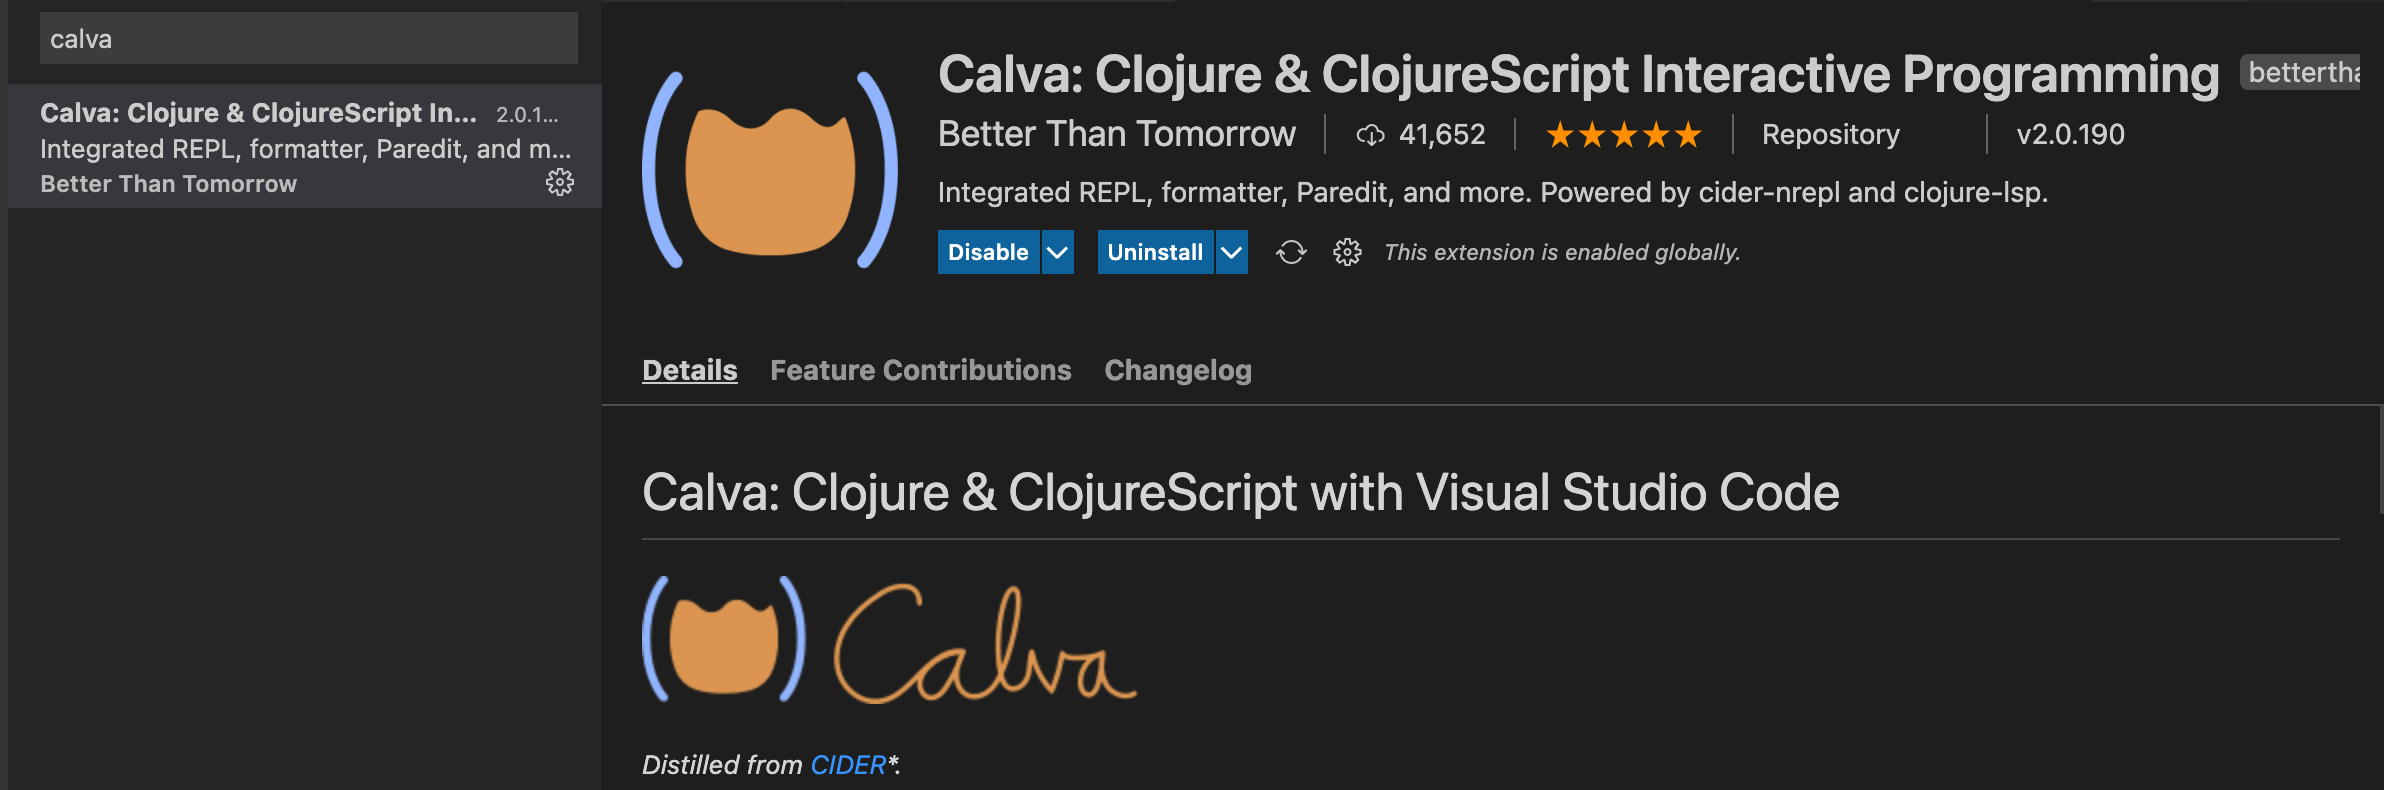 calva
Calva: Clojure & ClojureScript In... 2.0.1...
Integrated REPL, formatter, Paredit, and m...
Better Than Tomorrow
Calva: Clojure & ClojureScript Interactive Programming bettertha
Better Than Tomorrow 41,652 Repository v2.0.190
Integrated REPL, formatter, Paredit, and more. Powered by cider-nrepl and clojure-lsp.
Disable Uninstall This extension is enabled globally.
Details Feature Contributions Changelog
Calva: Clojure & ClojureScript with Visual Studio Code
Calva
Distilled from CIDER*.